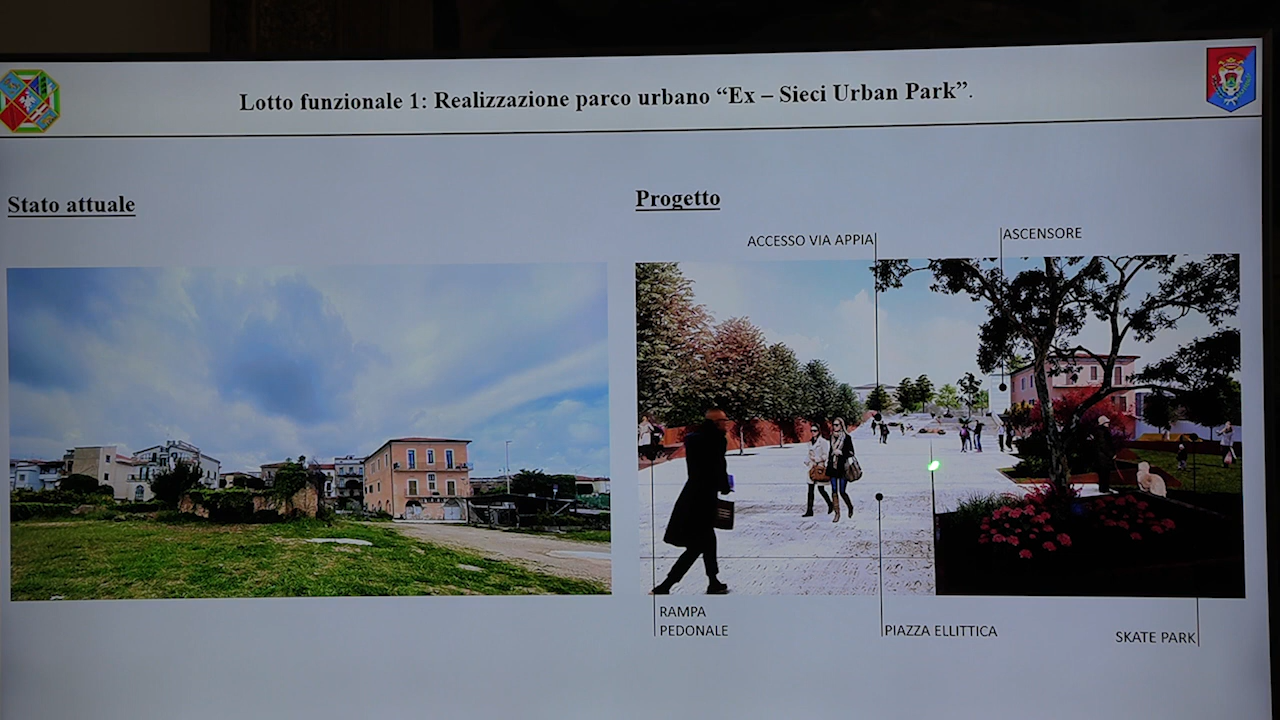 Lotto funzionale 1: Realizzazione parco urbano “Ex – Sieci Urban Park”.
Stato attuale
Progetto
ACCESSO VIA APPIA
ASCENSORE
RAMPA
PEDONALE
PIAZZA ELLITTICA
SKATE PARK